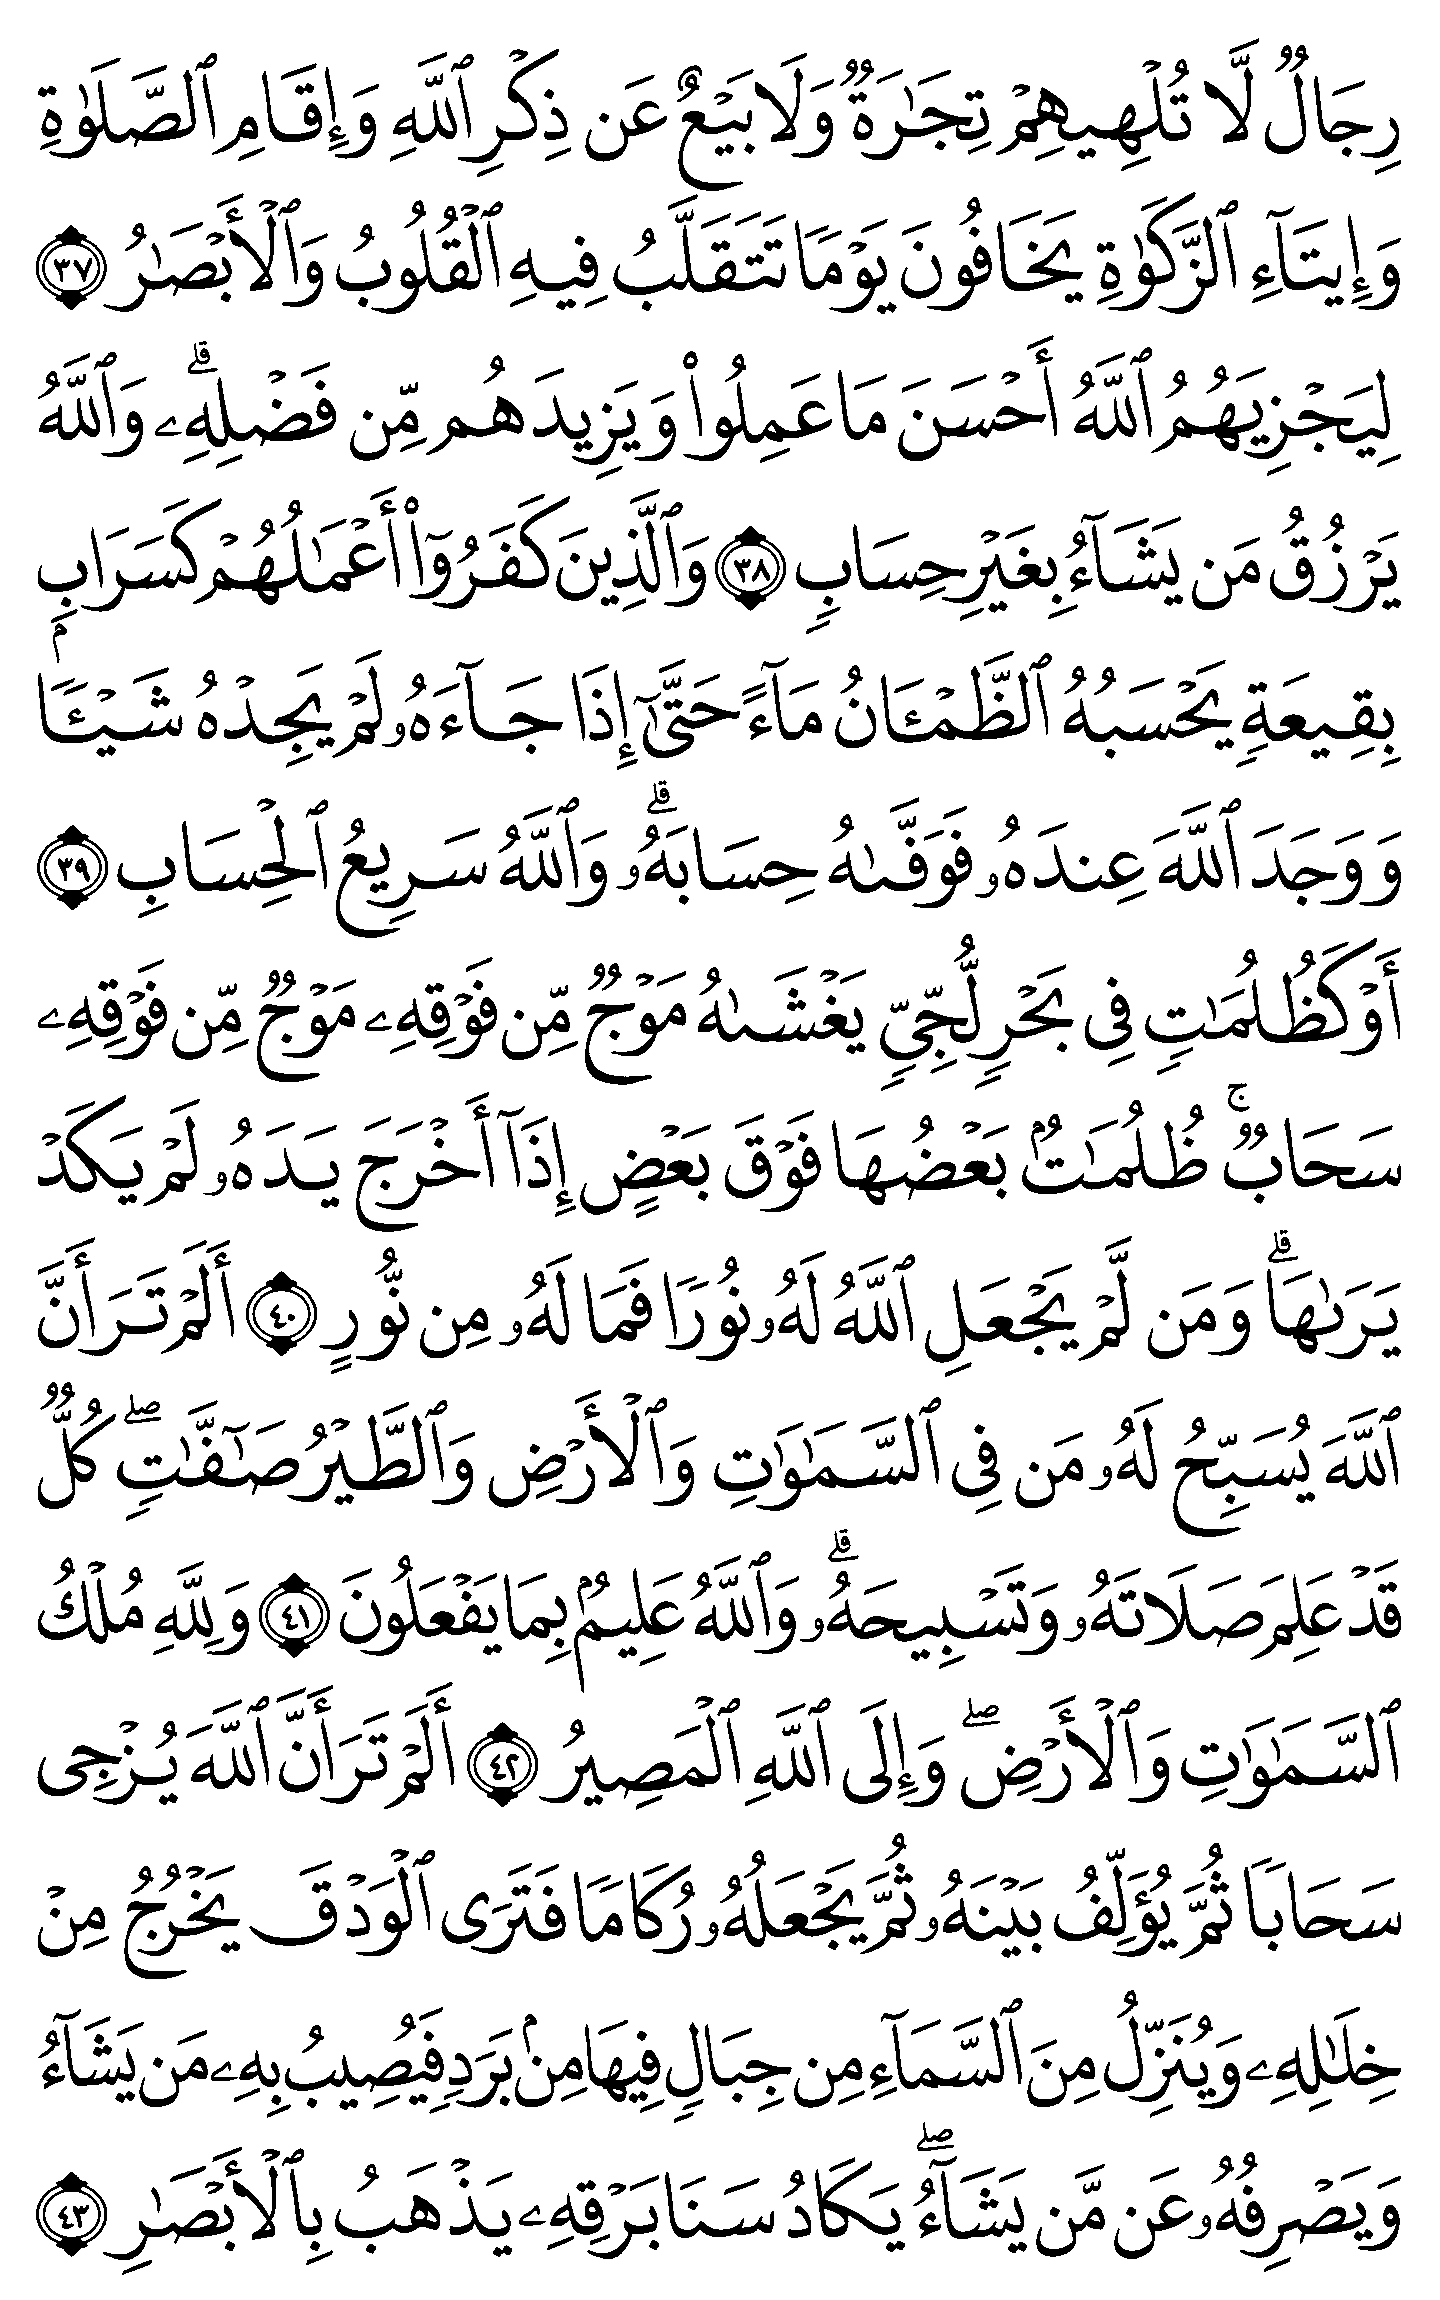 رِجَالٌ لَّا تُلْهِيهِمْ تِجَٰرَةٌ وَلَا بَيْعٌ عَن ذِكْرِ ٱللَّهِ وَإِقَامِ ٱلصَّلَوٰةِ
وَإِيتَآءِ ٱلزَّكَوٰةِ يَخَافُونَ يَوْمًا تَتَقَلَّبُ فِيهِ ٱلْقُلُوبُ وَٱلْأَبْصَٰرُ ٣٧
لِيَجْزِيَهُمُ ٱللَّهُ أَحْسَنَ مَا عَمِلُوا۟ وَيَزِيدَهُم مِّن فَضْلِهِۦ ۗ وَٱللَّهُ
يَرْزُقُ مَن يَشَآءُ بِغَيْرِ حِسَابٍ ٣٨ وَٱلَّذِينَ كَفَرُوٓا۟ أَعْمَٰلُهُمْ كَسَرَابٍۭ
بِقِيعَةٍ يَحْسَبُهُ ٱلظَّمْـَٔانُ مَآءً حَتَّىٰٓ إِذَا جَآءَهُۥ لَمْ يَجِدْهُ شَيْـًٔا
وَوَجَدَ ٱللَّهَ عِندَهُۥ فَوَفَّىٰهُ حِسَابَهُۥ ۗ وَٱللَّهُ سَرِيعُ ٱلْحِسَابِ ٣٩
أَوْ كَظُلُمَٰتٍ فِى بَحْرٍ لُّجِّىٍّ يَغْشَىٰهُ مَوْجٌ مِّن فَوْقِهِۦ مَوْجٌ مِّن فَوْقِهِۦ
سَحَابٌ ۚ ظُلُمَٰتٌۢ بَعْضُهَا فَوْقَ بَعْضٍ إِذَآ أَخْرَجَ يَدَهُۥ لَمْ يَكَدْ
يَرَىٰهَا ۗ وَمَن لَّمْ يَجْعَلِ ٱللَّهُ لَهُۥ نُورًا فَمَا لَهُۥ مِن نُّورٍ ٤٠ أَلَمْ تَرَ أَنَّ
ٱللَّهَ يُسَبِّحُ لَهُۥ مَن فِى ٱلسَّمَٰوَٰتِ وَٱلْأَرْضِ وَٱلطَّيْرُ صَٰٓفَّٰتٍ ۖ كُلٌّ
قَدْ عَلِمَ صَلَاتَهُۥ وَتَسْبِيحَهُۥ ۗ وَٱللَّهُ عَلِيمٌۢ بِمَا يَفْعَلُونَ ٤١ وَلِلَّهِ مُلْكُ
ٱلسَّمَٰوَٰتِ وَٱلْأَرْضِ ۖ وَإِلَى ٱللَّهِ ٱلْمَصِيرُ ٤٢ أَلَمْ تَرَ أَنَّ ٱللَّهَ يُزْجِى
سَحَابًا ثُمَّ يُؤَلِّفُ بَيْنَهُۥ ثُمَّ يَجْعَلُهُۥ رُكَامًا فَتَرَى ٱلْوَدْقَ يَخْرُجُ مِنْ
خِلَٰلِهِۦ وَيُنَزِّلُ مِنَ ٱلسَّمَآءِ مِن جِبَالٍ فِيهَا مِنۢ بَرَدٍ فَيُصِيبُ بِهِۦ مَن يَشَآءُ
وَيَصْرِفُهُۥ عَن مَّن يَشَآءُ ۖ يَكَادُ سَنَا بَرْقِهِۦ يَذْهَبُ بِٱلْأَبْصَٰرِ ٤٣